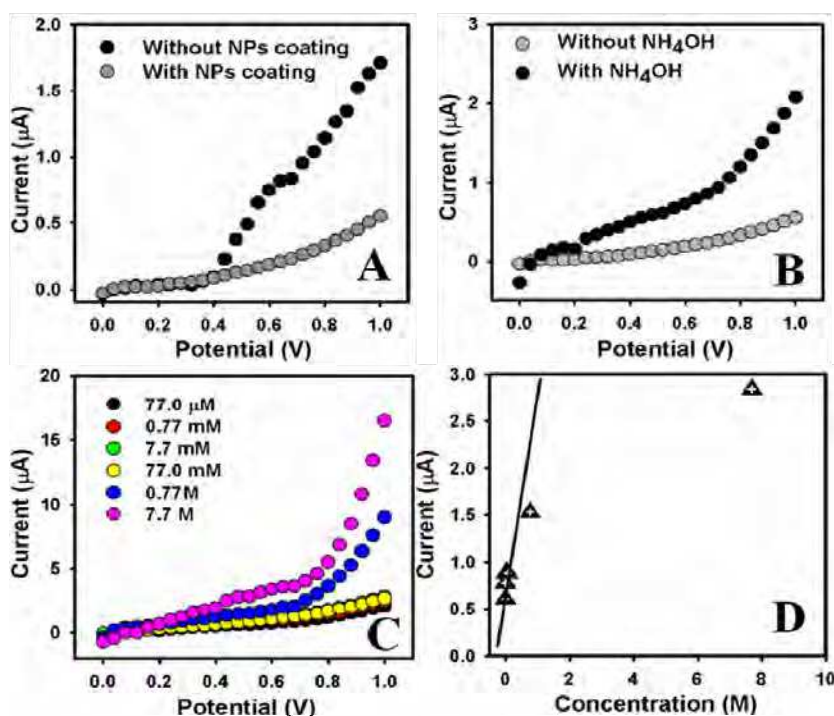 2.0
1.5
1.0
0.5
0.0
Current (μA)
Without NPs coating
With NPs coating
A
0.0 0.2 0.4 0.6 0.8 1.0
Potential (V)
3
2
1
0
-1
Current (μA)
Without NH₄OH
With NH₄OH
B
0.0 0.2 0.4 0.6 0.8 1.0
Potential (V)
20
15
10
5
0
Current (μA)
77.0 μM
0.77 mM
7.7 mM
77.0 mM
0.77M
7.7 M
C
0.0 0.2 0.4 0.6 0.8 1.0
Potential (V)
3.0
2.5
2.0
1.5
1.0
0.5
0.0
Current (μA)
D
0 2 4 6 8 10
Concentration (M)